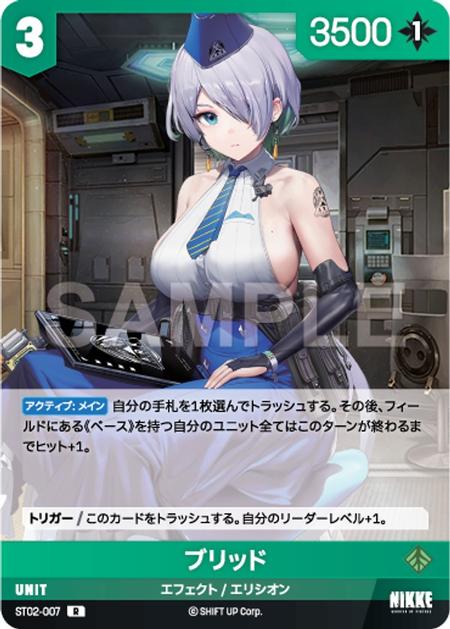 3
3500 1
SAMPLE
アクティブ:メイン 自分の手札を1枚選んでトラッシュする。その後、フィー
ルドにある《ベース》を持つ自分のユニット全てはこのターンが終わるま
でヒット+1。
トリガー / このカードをトラッシュする。自分のリーダーレベル+1。
ブリッド
UNIT
エフェクト / エリシオン
NIKKE
ST02-007 R
© SHIFT UP Corp.